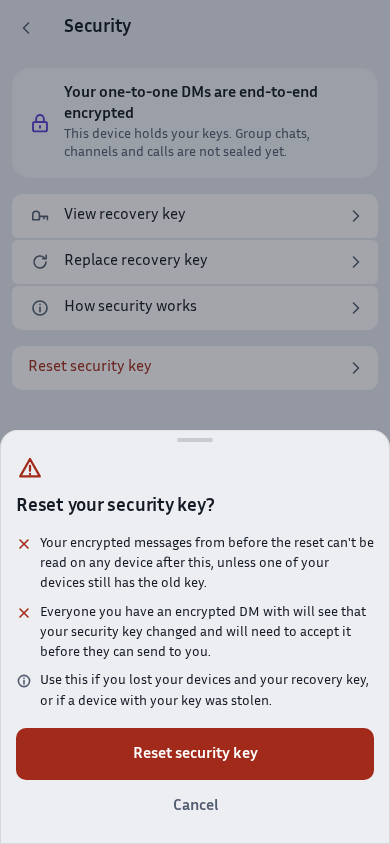 Security
Your one-to-one DMs are end-to-end
encrypted
This device holds your keys. Group chats,
channels and calls are not sealed yet.
View recovery key
Replace recovery key
How security works
Reset security key
Reset your security key?
Your encrypted messages from before the reset can't be
read on any device after this, unless one of your
devices still has the old key.
Everyone you have an encrypted DM with will see that
your security key changed and will need to accept it
before they can send to you.
Use this if you lost your devices and your recovery key,
or if a device with your key was stolen.
Reset security key
Cancel